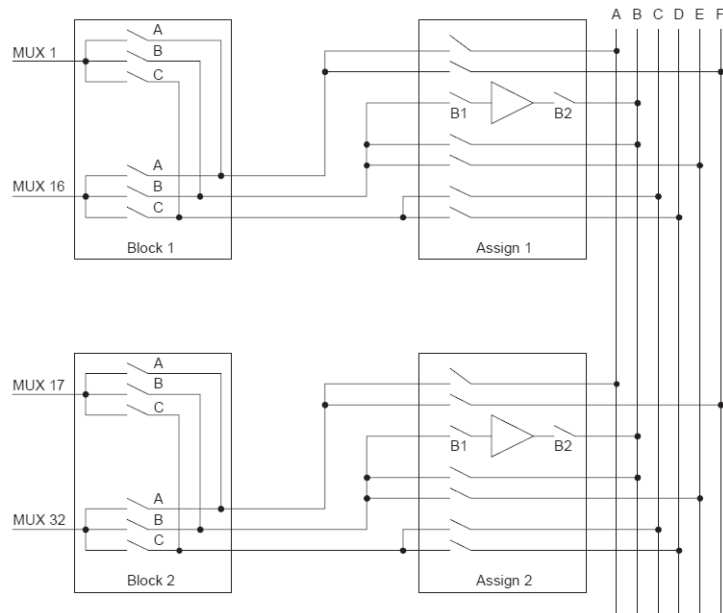 A B C D E F
MUX 1
A
B
C
B1
B2
MUX 16
A
B
C
Block 1
Assign 1
MUX 17
A
B
C
B1
B2
MUX 32
A
B
C
Block 2
Assign 2